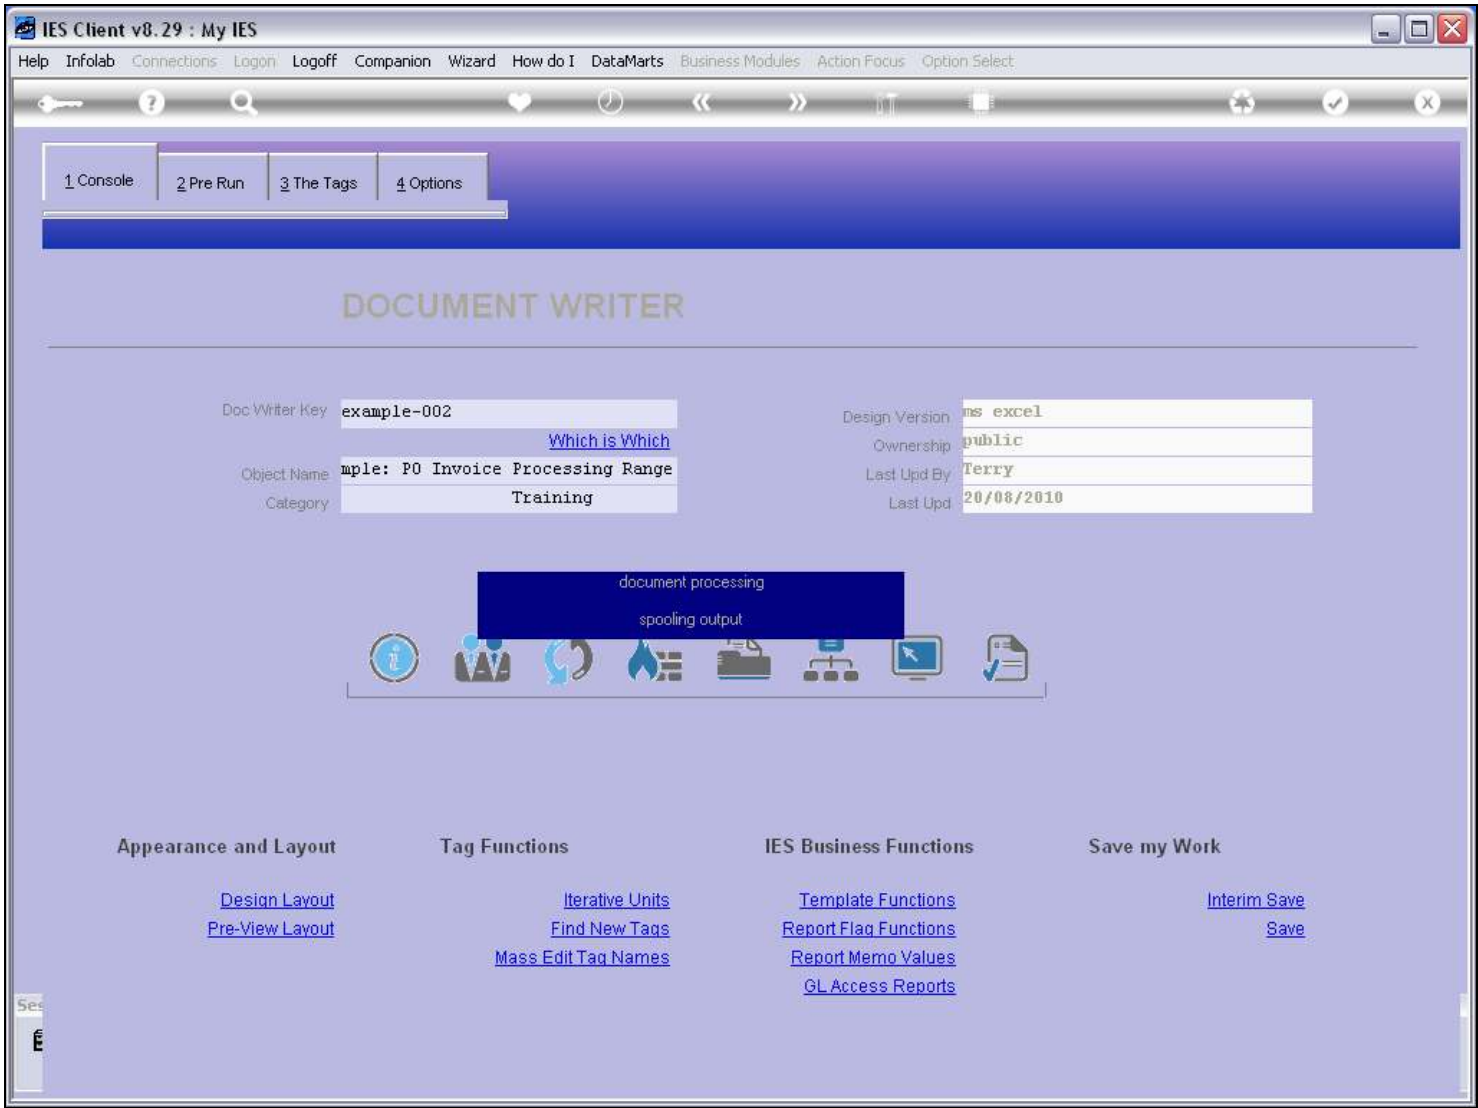 IES Client v8.29 : My IES
Help Infolab Connections Logon Logoff Companion Wizard How do I DataMarts Business Modules Action Focus Option Select
1 Console 2 Pre Run 3 The Tags 4 Options
DOCUMENT WRITER
Doc Writer Key example-002
Which is Which
Object Name mple: PO Invoice Processing Range
Category Training
Design Version ms excel
Ownership public
Last Upd By Terry
Last Upd 20/08/2010
document processing
spooling output
Appearance and Layout
Design Layout
Pre-View Layout
Tag Functions
Iterative Units
Find New Tags
Mass Edit Tag Names
IES Business Functions
Template Functions
Report Flag Functions
Report Memo Values
GL Access Reports
Save my Work
Interim Save
Save
Ses